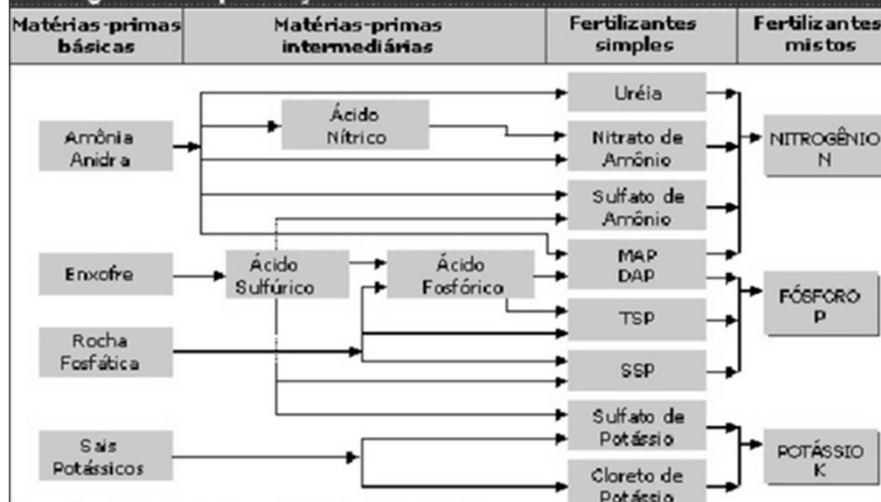 Matérias-primas
básicas
Matérias-primas
intermediárias
Fertilizantes
simples
Fertilizantes
mistos
Amônia
Anidra
Ácido
Nítrico
Uréia
Nitrato de
Amônio
Sulfato de
Amônio
NITROGÊNIO
N
Enxofre
Ácido
Sulfúrico
Ácido
Fosfórico
MAP
DAP
TSP
SSP
FÓSFORO
P
Rocha
Fosfática
Sais
Potássicos
Sulfato de
Potássio
Cloreto de
Potássio
POTÁSSIO
K